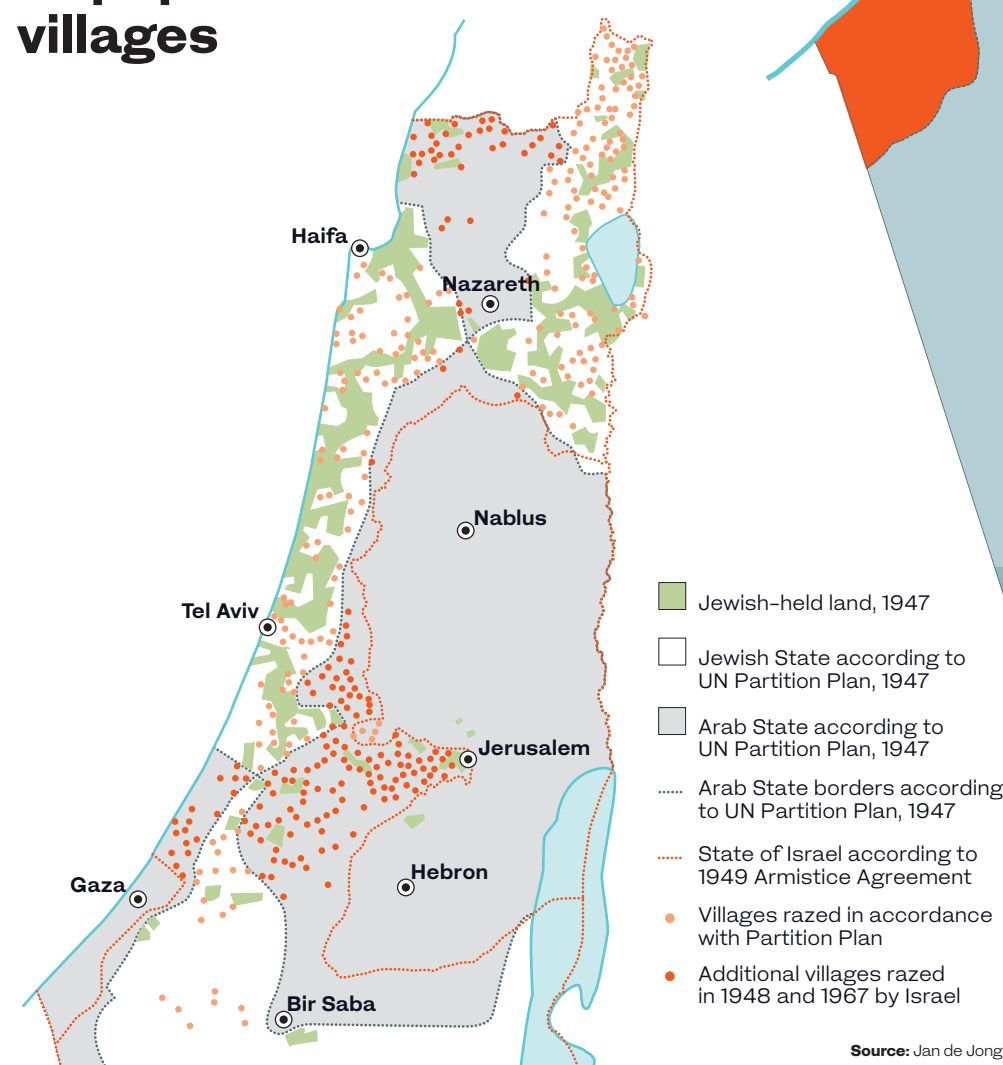 villages
Haifa
Nazareth
Nablus
Tel Aviv
Jerusalem
Hebron
Gaza
Bir Saba
Jewish-held land, 1947
Jewish State according to
UN Partition Plan, 1947
Arab State according to
UN Partition Plan, 1947
Arab State borders according
to UN Partition Plan, 1947
State of Israel according to
1949 Armistice Agreement
Villages razed in accordance
with Partition Plan
Additional villages razed
in 1948 and 1967 by Israel
Source: Jan de Jong